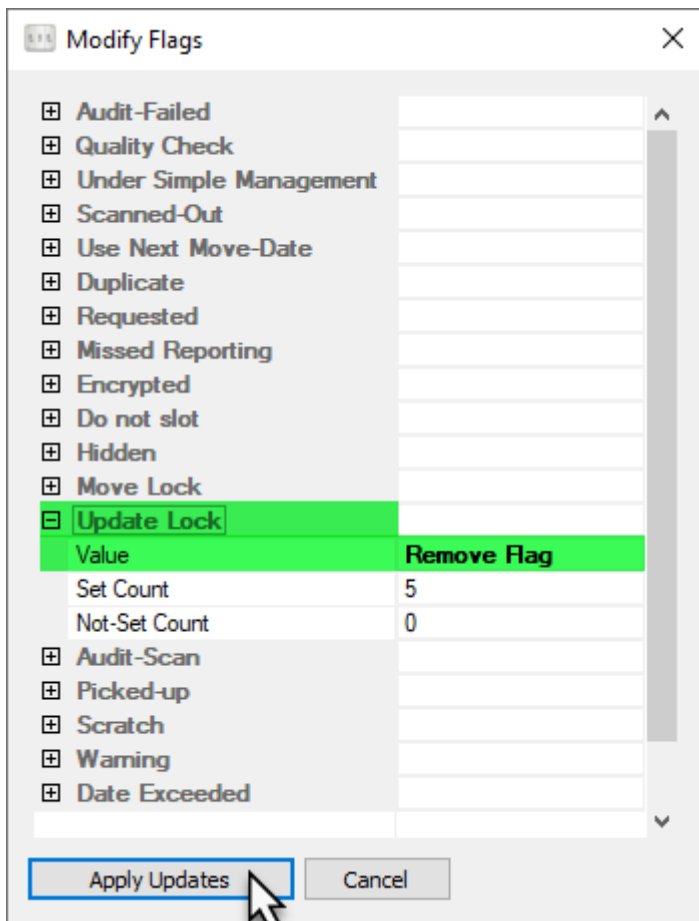 Modify Flags
Audit-Failed
Quality Check
Under Simple Management
Scanned-Out
Use Next Move-Date
Duplicate
Requested
Missed Reporting
Encrypted
Do not slot
Hidden
Move Lock
Update Lock
Value Remove Flag
Set Count 5
Not-Set Count 0
Audit-Scan
Picked-up
Scratch
Warning
Date Exceeded
Apply Updates Cancel